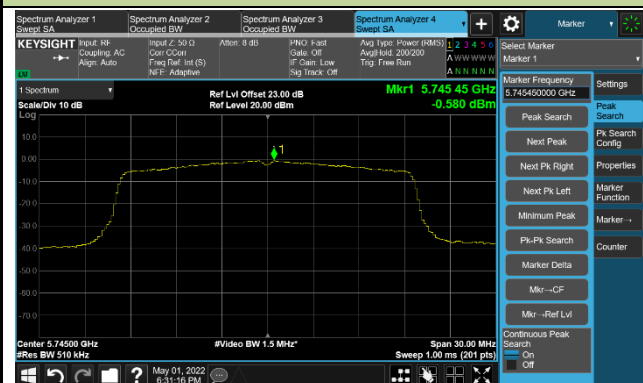 Spectrum Analyzer 1
Swept SA
Spectrum Analyzer 2
Occupied BW
Spectrum Analyzer 3
Occupied BW
Spectrum Analyzer 4
Swept SA
+
Marker
KEYSIGHT
Input: RF
Coupling: AC
Align: Auto
Input Z: 50 Ω
Corr CCorr
Freq Ref: Int (S)
NFE: Adaptive
Atten: 8 dB
PNO: Fast
Gate: Off
IF Gain: Low
Sig Track: Off
Avg Type: Power (RMS)
Avg|Hold: 200/200
Trig: Free Run
1 2 3 4 5 6
A W W W W W
A N N N N N
Select Marker
Marker 1
1 Spectrum
Scale/Div 10 dB
Log
Ref Lvl Offset 23.00 dB
Ref Level 20.00 dBm
Mkr1 5.745 45 GHz
-0.580 dBm
1
10.0
0.00
-10.0
-20.0
-30.0
-40.0
-50.0
-60.0
-70.0
Center 5.74500 GHz
#Res BW 510 kHz
#Video BW 1.5 MHz*
Span 30.00 MHz
Sweep 1.00 ms (201 pts)
Marker Frequency
5.745450000 GHz
Peak Search
Next Peak
Next Pk Right
Next Pk Left
Minimum Peak
Pk-Pk Search
Marker Delta
Mkr→CF
Mkr→Ref Lvl
Continuous Peak
Search
On
Off
Settings
Peak
Search
Pk Search
Config
Properties
Marker
Function
Marker→
Counter
?
May 01, 2022
6:31:16 PM